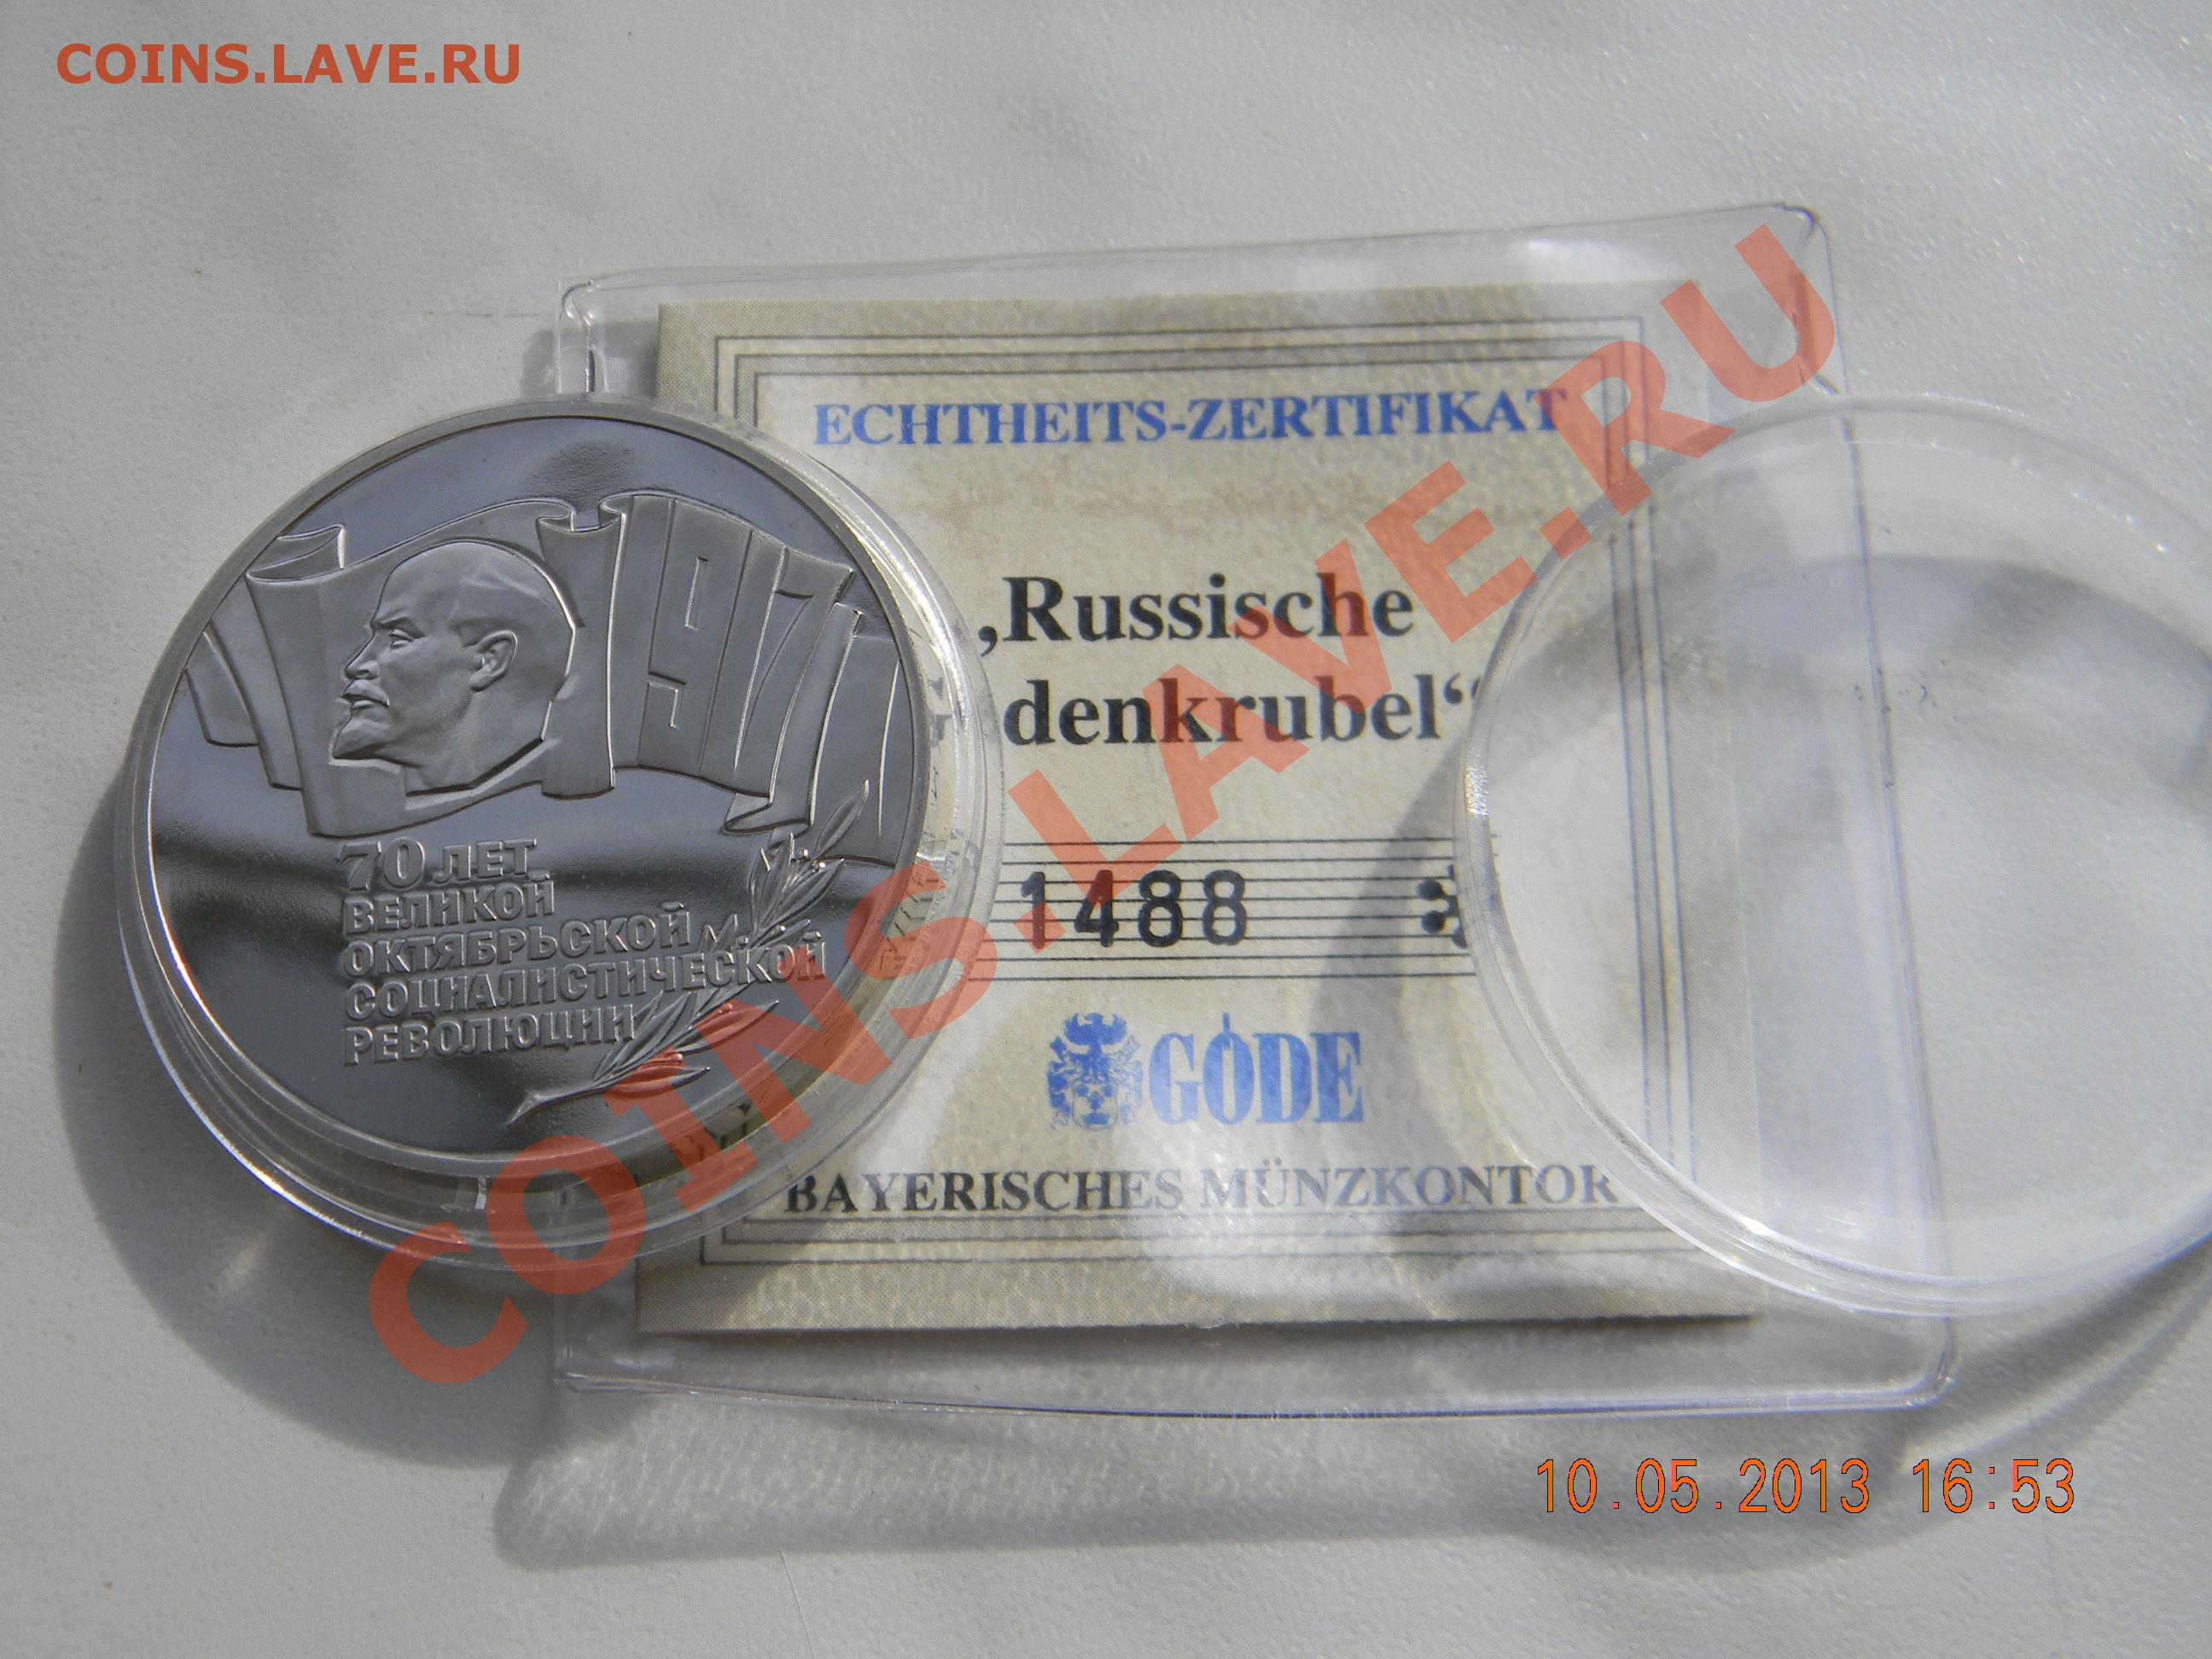 COINS.LAVE.RU
ECHTHEITS-ZERTIFIKAT
‚Russische
denkrubel“
1488
GÖDE
BAYERISCHES MÜNZKONTOR
1917
70 ЛЕТ
ВЕЛИКОЙ
ОКТЯБРЬСКОЙ
СОЦИАЛИСТИЧЕСКОЙ
РЕВОЛЮЦИИ
COINS.LAVE.RU
10.05.2013 16:53